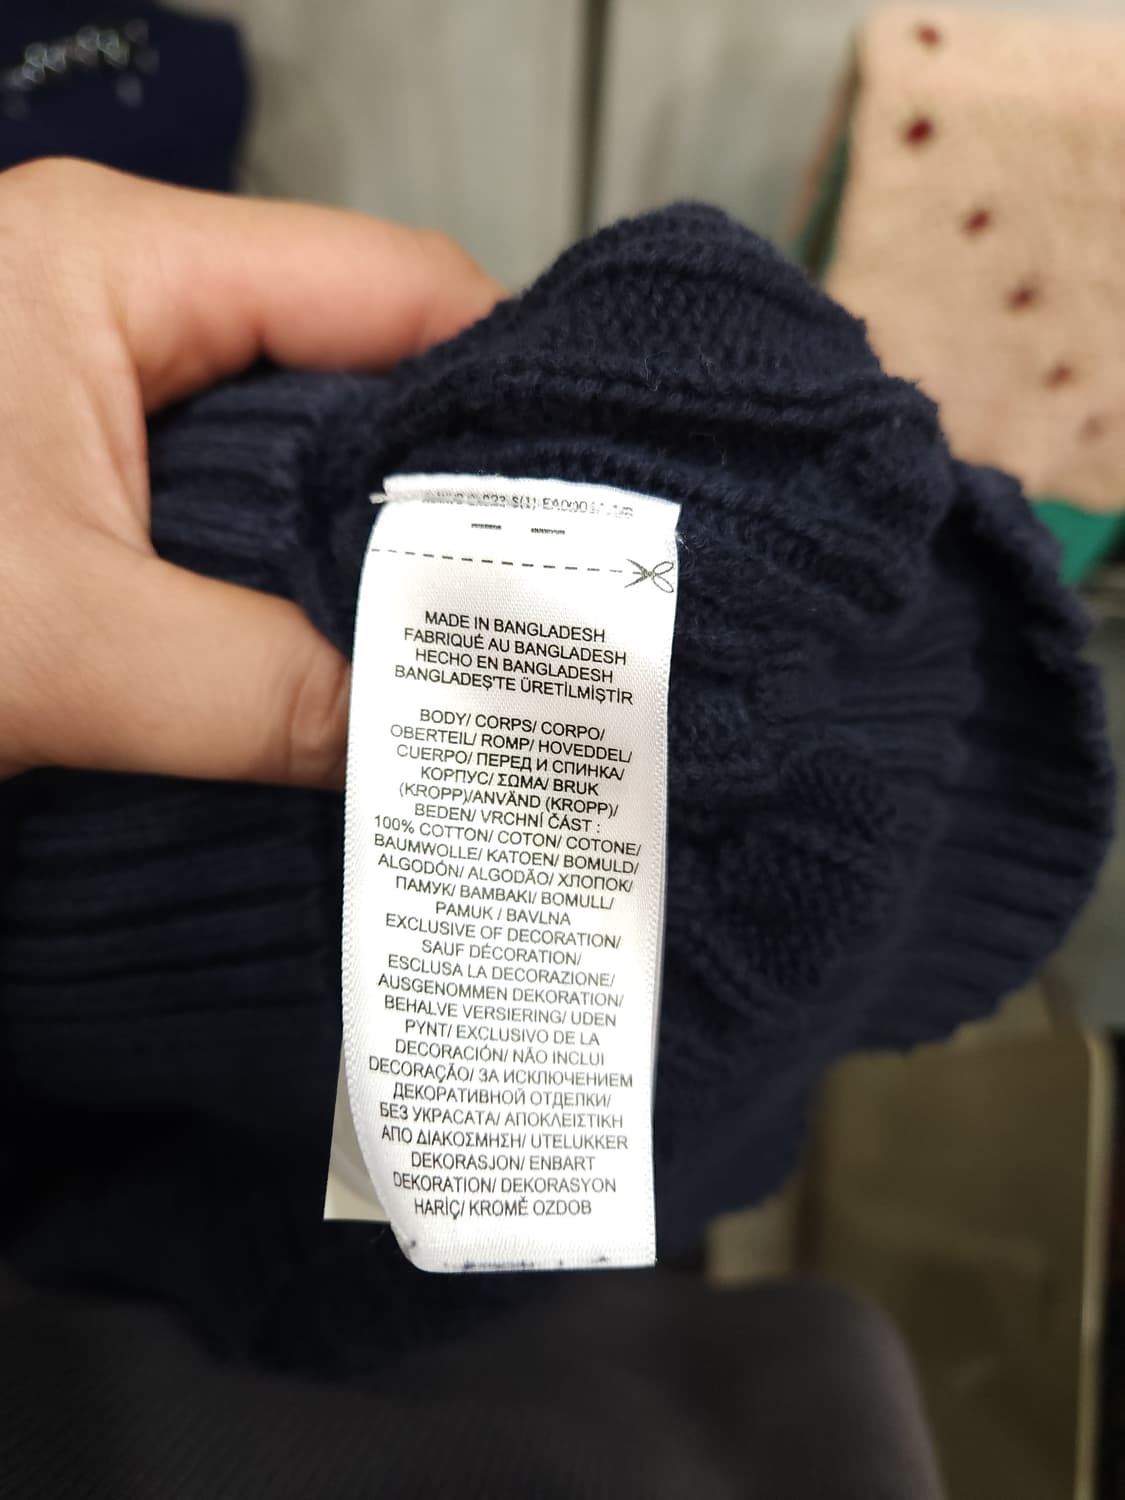 S(1)
MADE IN BANGLADESH
FABRIQUÉ AU BANGLADESH
HECHO EN BANGLADESH
BANGLADEŞ'TE ÜRETİLMİŞTİR
BODY/ CORPS/ CORPO/
OBERTEIL/ ROMP/ HOVEDDEL/
CUERPO/ ПЕРЕД И СПИНКА/
КОРПУС/ ΣΩΜΑ/ BRUK
(KROPP)/ANVÄND (KROPP)/
BEDEN/ VRCHNÍ ČÁST :
100% COTTON/ COTON/ COTONE/
BAUMWOLLE/ KATOEN/ BOMULD/
ALGODÓN/ ALGODÃO/ ХЛОПОК/
ПАМУК/ BAMBAKI/ BOMULL/
PAMUK / BAVLNA
EXCLUSIVE OF DECORATION/
SAUF DÉCORATION/
ESCLUSA LA DECORAZIONE/
AUSGENOMMEN DEKORATION/
BEHALVE VERSIERING/ UDEN
PYNT/ EXCLUSIVO DE LA
DECORACIÓN/ NÃO INCLUI
DECORAÇÃO/ ЗА ИСКЛЮЧЕНИЕМ
ДЕКОРАТИВНОЙ ОТДЕЛКИ/
БЕЗ УКРАСАТА/ ΑΠΟΚΛΕΙΣΤΙΚΗ
ΑΠΟ ΔΙΑΚΟΣΜΗΣΗ/ UTELUKKER
DEKORASJON/ ENBART
DEKORATION/ DEKORASYON
HARİÇ/ KROMĚ OZDOB